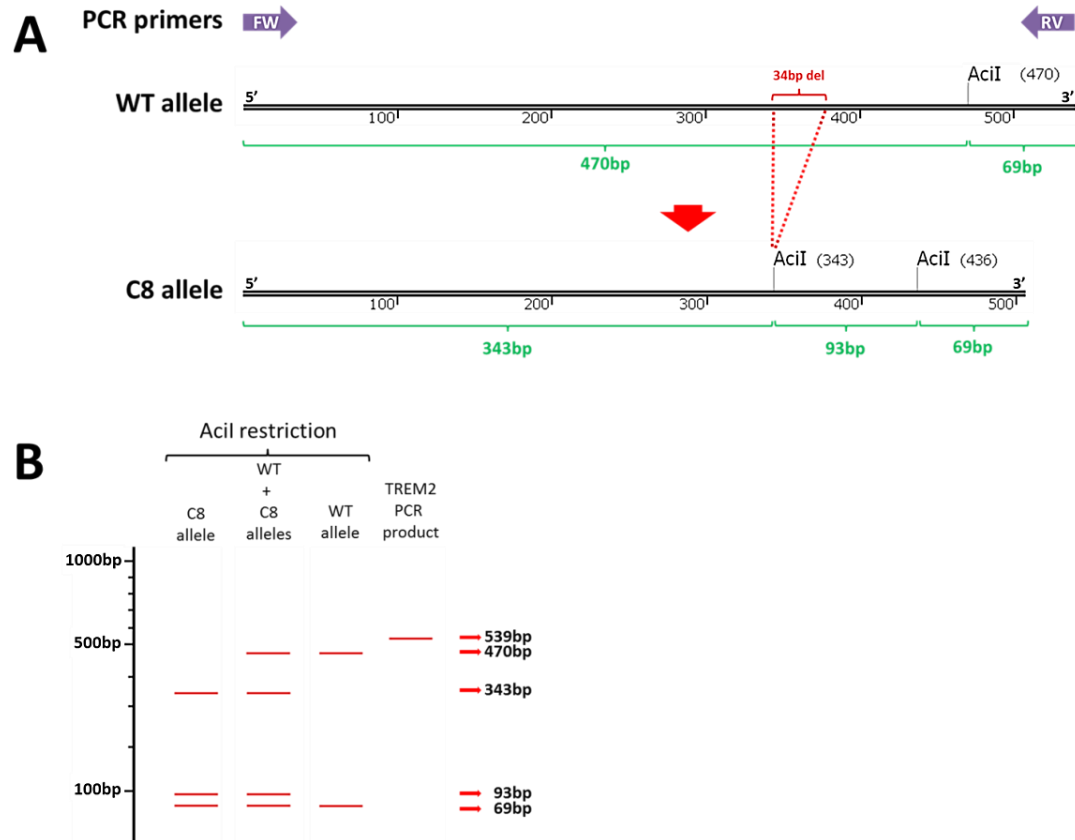 A
PCR primers
FW
RV
WT allele
5’
34bp del
AciI (470)
3’
100
200
300
400
500
470bp
69bp
C8 allele
5’
AciI (343)
AciI (436)
3’
100
200
300
400
500
343bp
93bp
69bp
B
AciI restriction
C8
allele
WT
+
C8
alleles
WT
allele
TREM2
PCR
product
1000bp
500bp
100bp
539bp
470bp
343bp
93bp
69bp